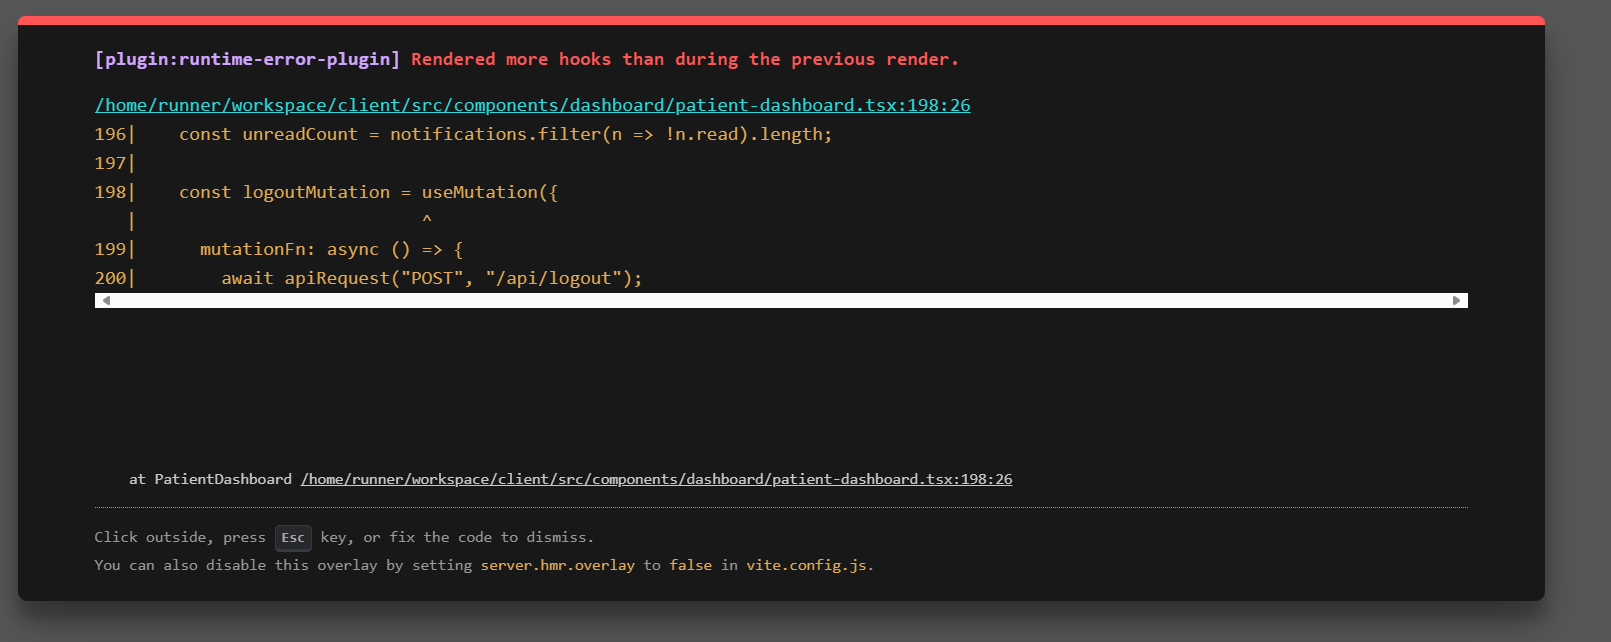 [plugin:runtime-error-plugin] Rendered more hooks than during the previous render.
/home/runner/workspace/client/src/components/dashboard/patient-dashboard.tsx:198:26
196|    const unreadCount = notifications.filter(n => !n.read).length;
197|
198|    const logoutMutation = useMutation({
   |                           ^
199|      mutationFn: async () => {
200|        await apiRequest("POST", "/api/logout");
at PatientDashboard /home/runner/workspace/client/src/components/dashboard/patient-dashboard.tsx:198:26
Click outside, press Esc key, or fix the code to dismiss.
You can also disable this overlay by setting server.hmr.overlay to false in vite.config.js.